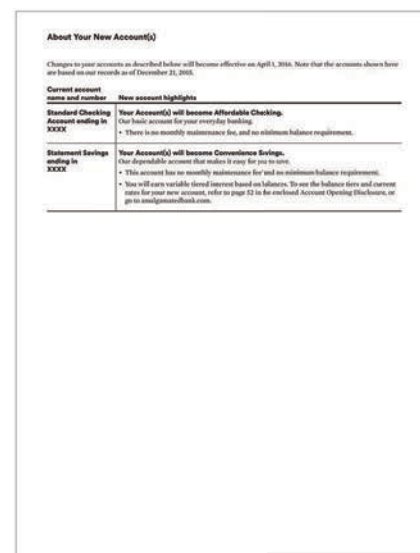 About Your New Account(s)
Changes to your accounts as described below will become effective on April 1, 2016. Note that the accounts shown here
are based on our records as of December 21, 2015.
Current account
name and number
New account highlights
Standard Checking
Account ending in
XXXX
Your Account(s) will become Affordable Checking.
Our basic account for your everyday banking.
• There is no monthly maintenance fee, and no minimum balance requirement.
Statement Savings
ending in
XXXX
Your Account(s) will become Convenience Savings.
Our dependable account that makes it easy for you to save.
• This account has no monthly maintenance fee and no minimum balance requirement.
• You will earn variable tiered interest based on balances. To see the balance tiers and current
rates for your new account, refer to page 52 in the enclosed Account Opening Disclosure, or
go to amalgamatedbank.com.